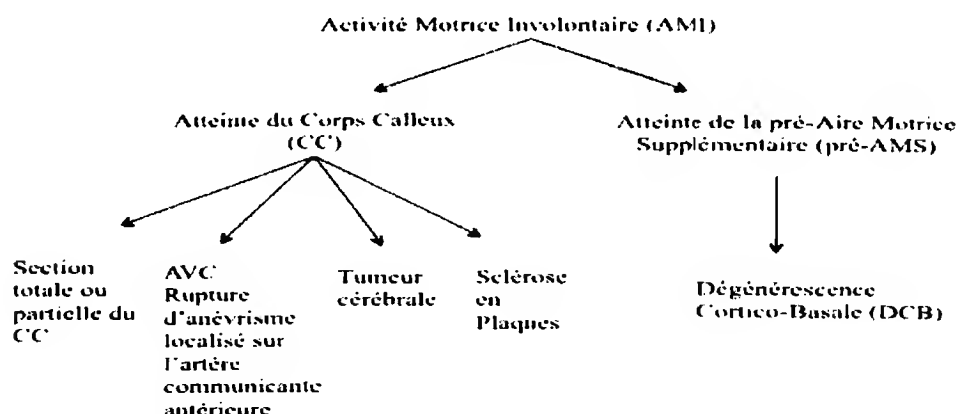 Activité Motrice Involontaire (AMI)
Atteinte du Corps Calleux
(CC)
Atteinte de la pré-Aire Motrice
Supplémentaire (pré-AMS)
Section
totale ou
partielle du
CC
AVC
Rupture
d'anévrisme
localisé sur
l'artère
communicante
antérieure
Tumeur
cérébrale
Sclérose
en
Plaques
Dégénérescence
Cortico-Basale (DCB)